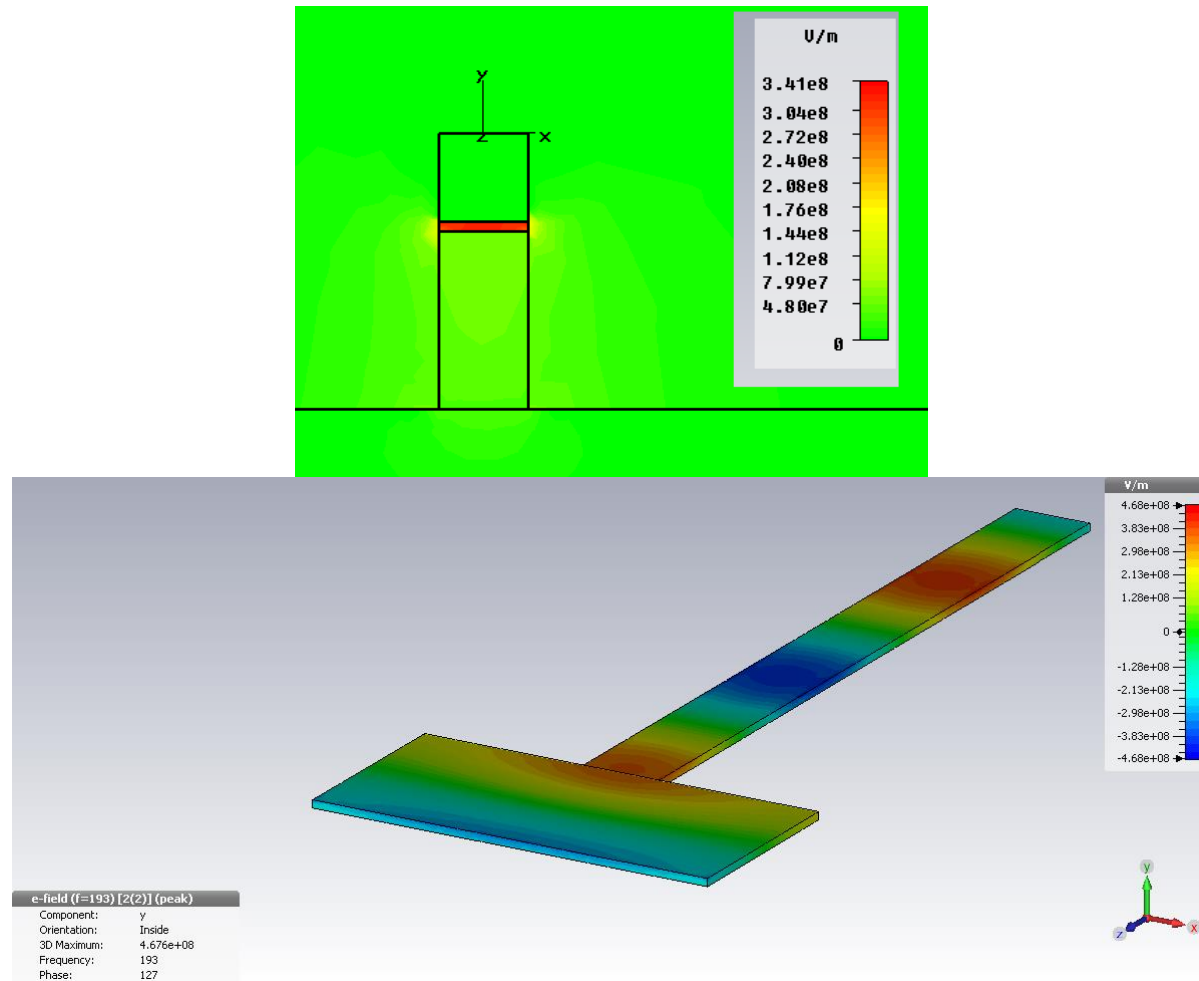 V/m
3.41e8
3.04e8
2.72e8
2.40e8
2.08e8
1.76e8
1.44e8
1.12e8
7.99e7
4.80e7
0
y
z
x
V/m
4.68e+08
3.83e+08
2.98e+08
2.13e+08
1.28e+08
0
-1.28e+08
-2.13e+08
-2.98e+08
-3.83e+08
-4.68e+08
e-field (f=193) [2(2)] (peak)
Component: y
Orientation: Inside
3D Maximum: 4.676e+08
Frequency: 193
Phase: 127
y
z
x